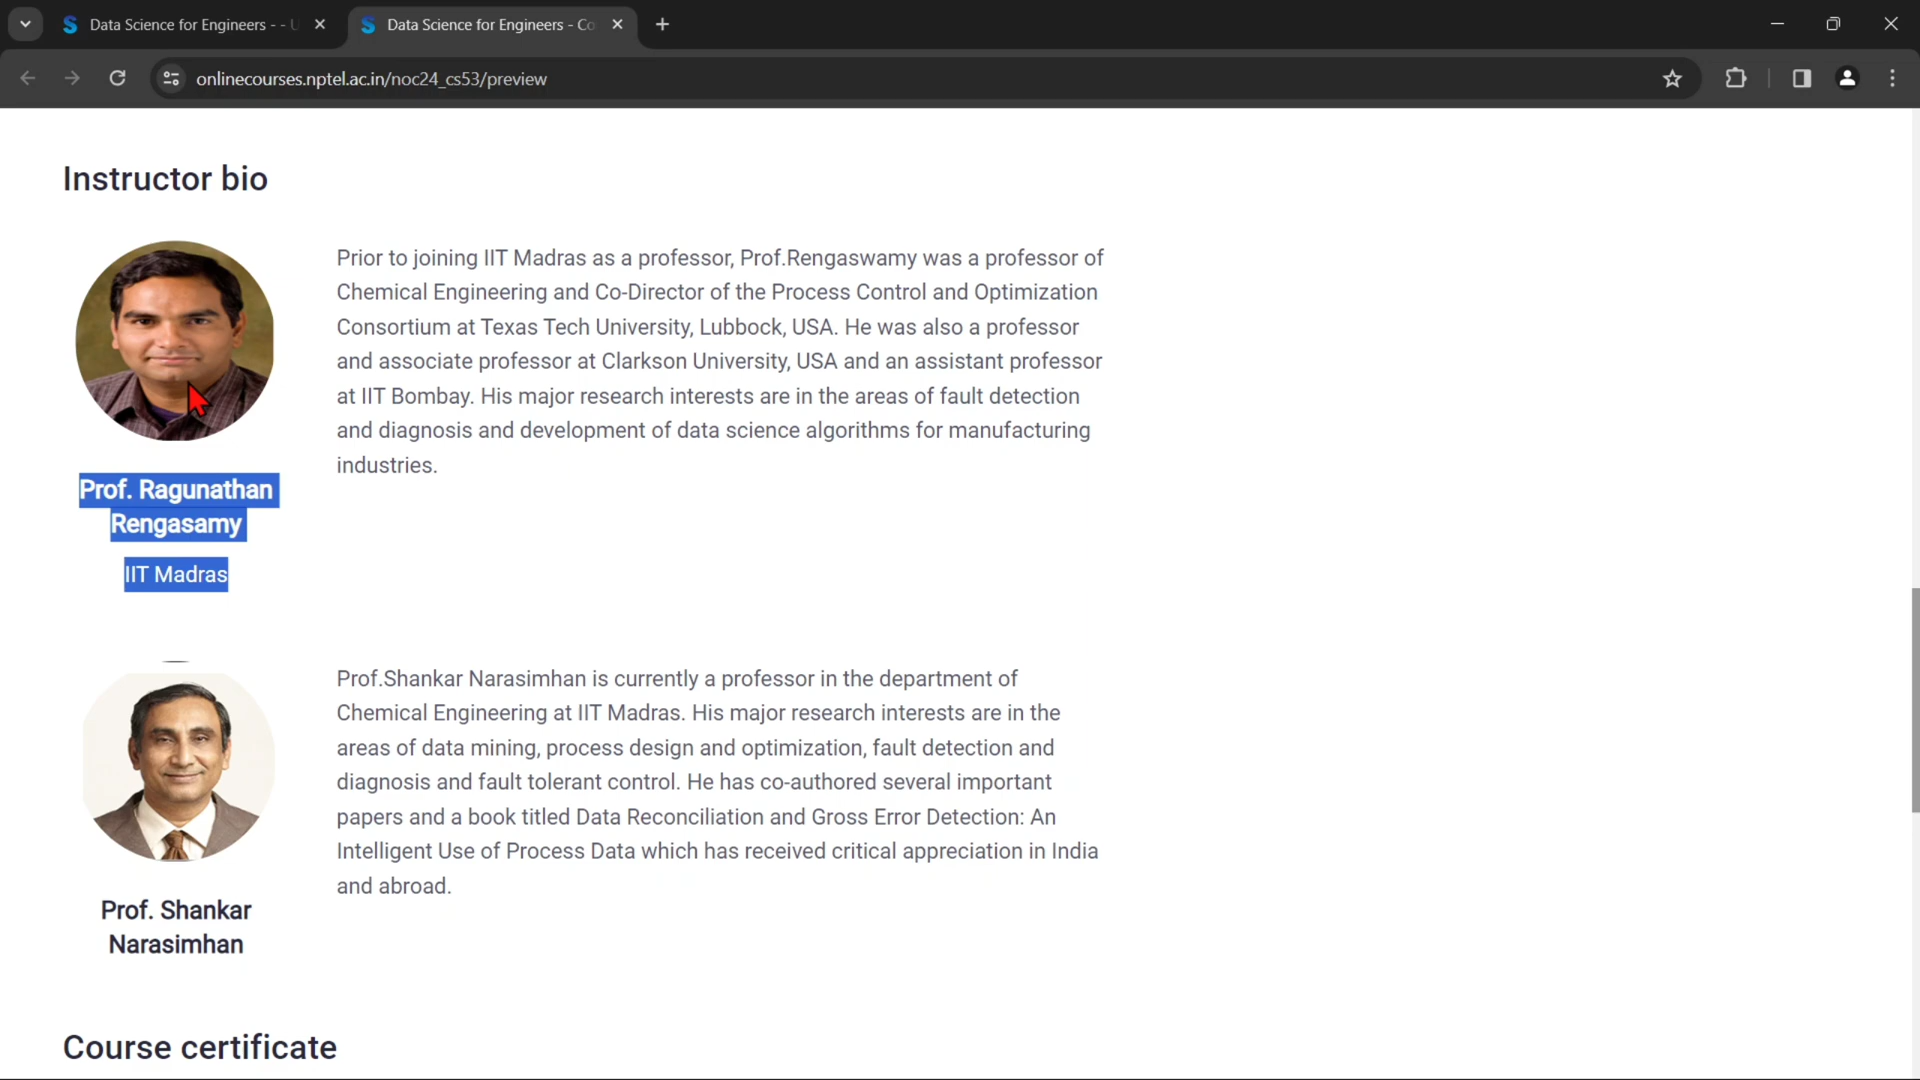 Data Science for Engineers - - U
Data Science for Engineers - Co
onlinecourses.nptel.ac.in/noc24_cs53/preview
Instructor bio
Prior to joining IIT Madras as a professor, Prof.Rengaswamy was a professor of
Chemical Engineering and Co-Director of the Process Control and Optimization
Consortium at Texas Tech University, Lubbock, USA. He was also a professor
and associate professor at Clarkson University, USA and an assistant professor
at IIT Bombay. His major research interests are in the areas of fault detection
and diagnosis and development of data science algorithms for manufacturing
industries.
Prof. Ragunathan
Rengasamy
IIT Madras
Prof.Shankar Narasimhan is currently a professor in the department of
Chemical Engineering at IIT Madras. His major research interests are in the
areas of data mining, process design and optimization, fault detection and
diagnosis and fault tolerant control. He has co-authored several important
papers and a book titled Data Reconciliation and Gross Error Detection: An
Intelligent Use of Process Data which has received critical appreciation in India
and abroad.
Prof. Shankar
Narasimhan
Course certificate